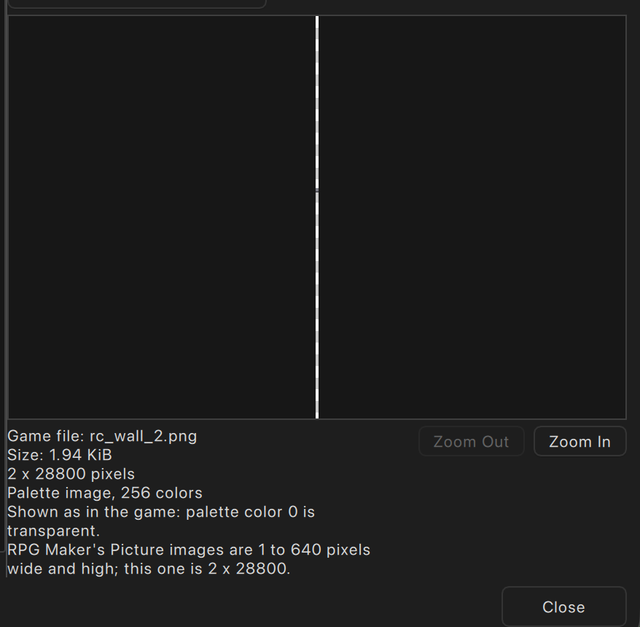 Game file: rc_wall_2.png
Size: 1.94 KiB
2 x 28800 pixels
Palette image, 256 colors
Shown as in the game: palette color 0 is
transparent.
RPG Maker's Picture images are 1 to 640 pixels
wide and high; this one is 2 x 28800.
Zoom Out
Zoom In
Close